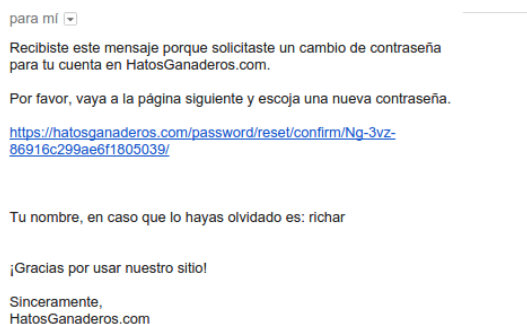 para mí
Recibiste este mensaje porque solicitaste un cambio de contraseña
para tu cuenta en HatosGanaderos.com.
Por favor, vaya a la página siguiente y escoja una nueva contraseña.
https://hatosganaderos.com/password/reset/confirm/Ng-3vz-
86916c299ae6f1805039/
Tu nombre, en caso que lo hayas olvidado es: richar
¡Gracias por usar nuestro sitio!
Sinceramente,
HatosGanaderos.com